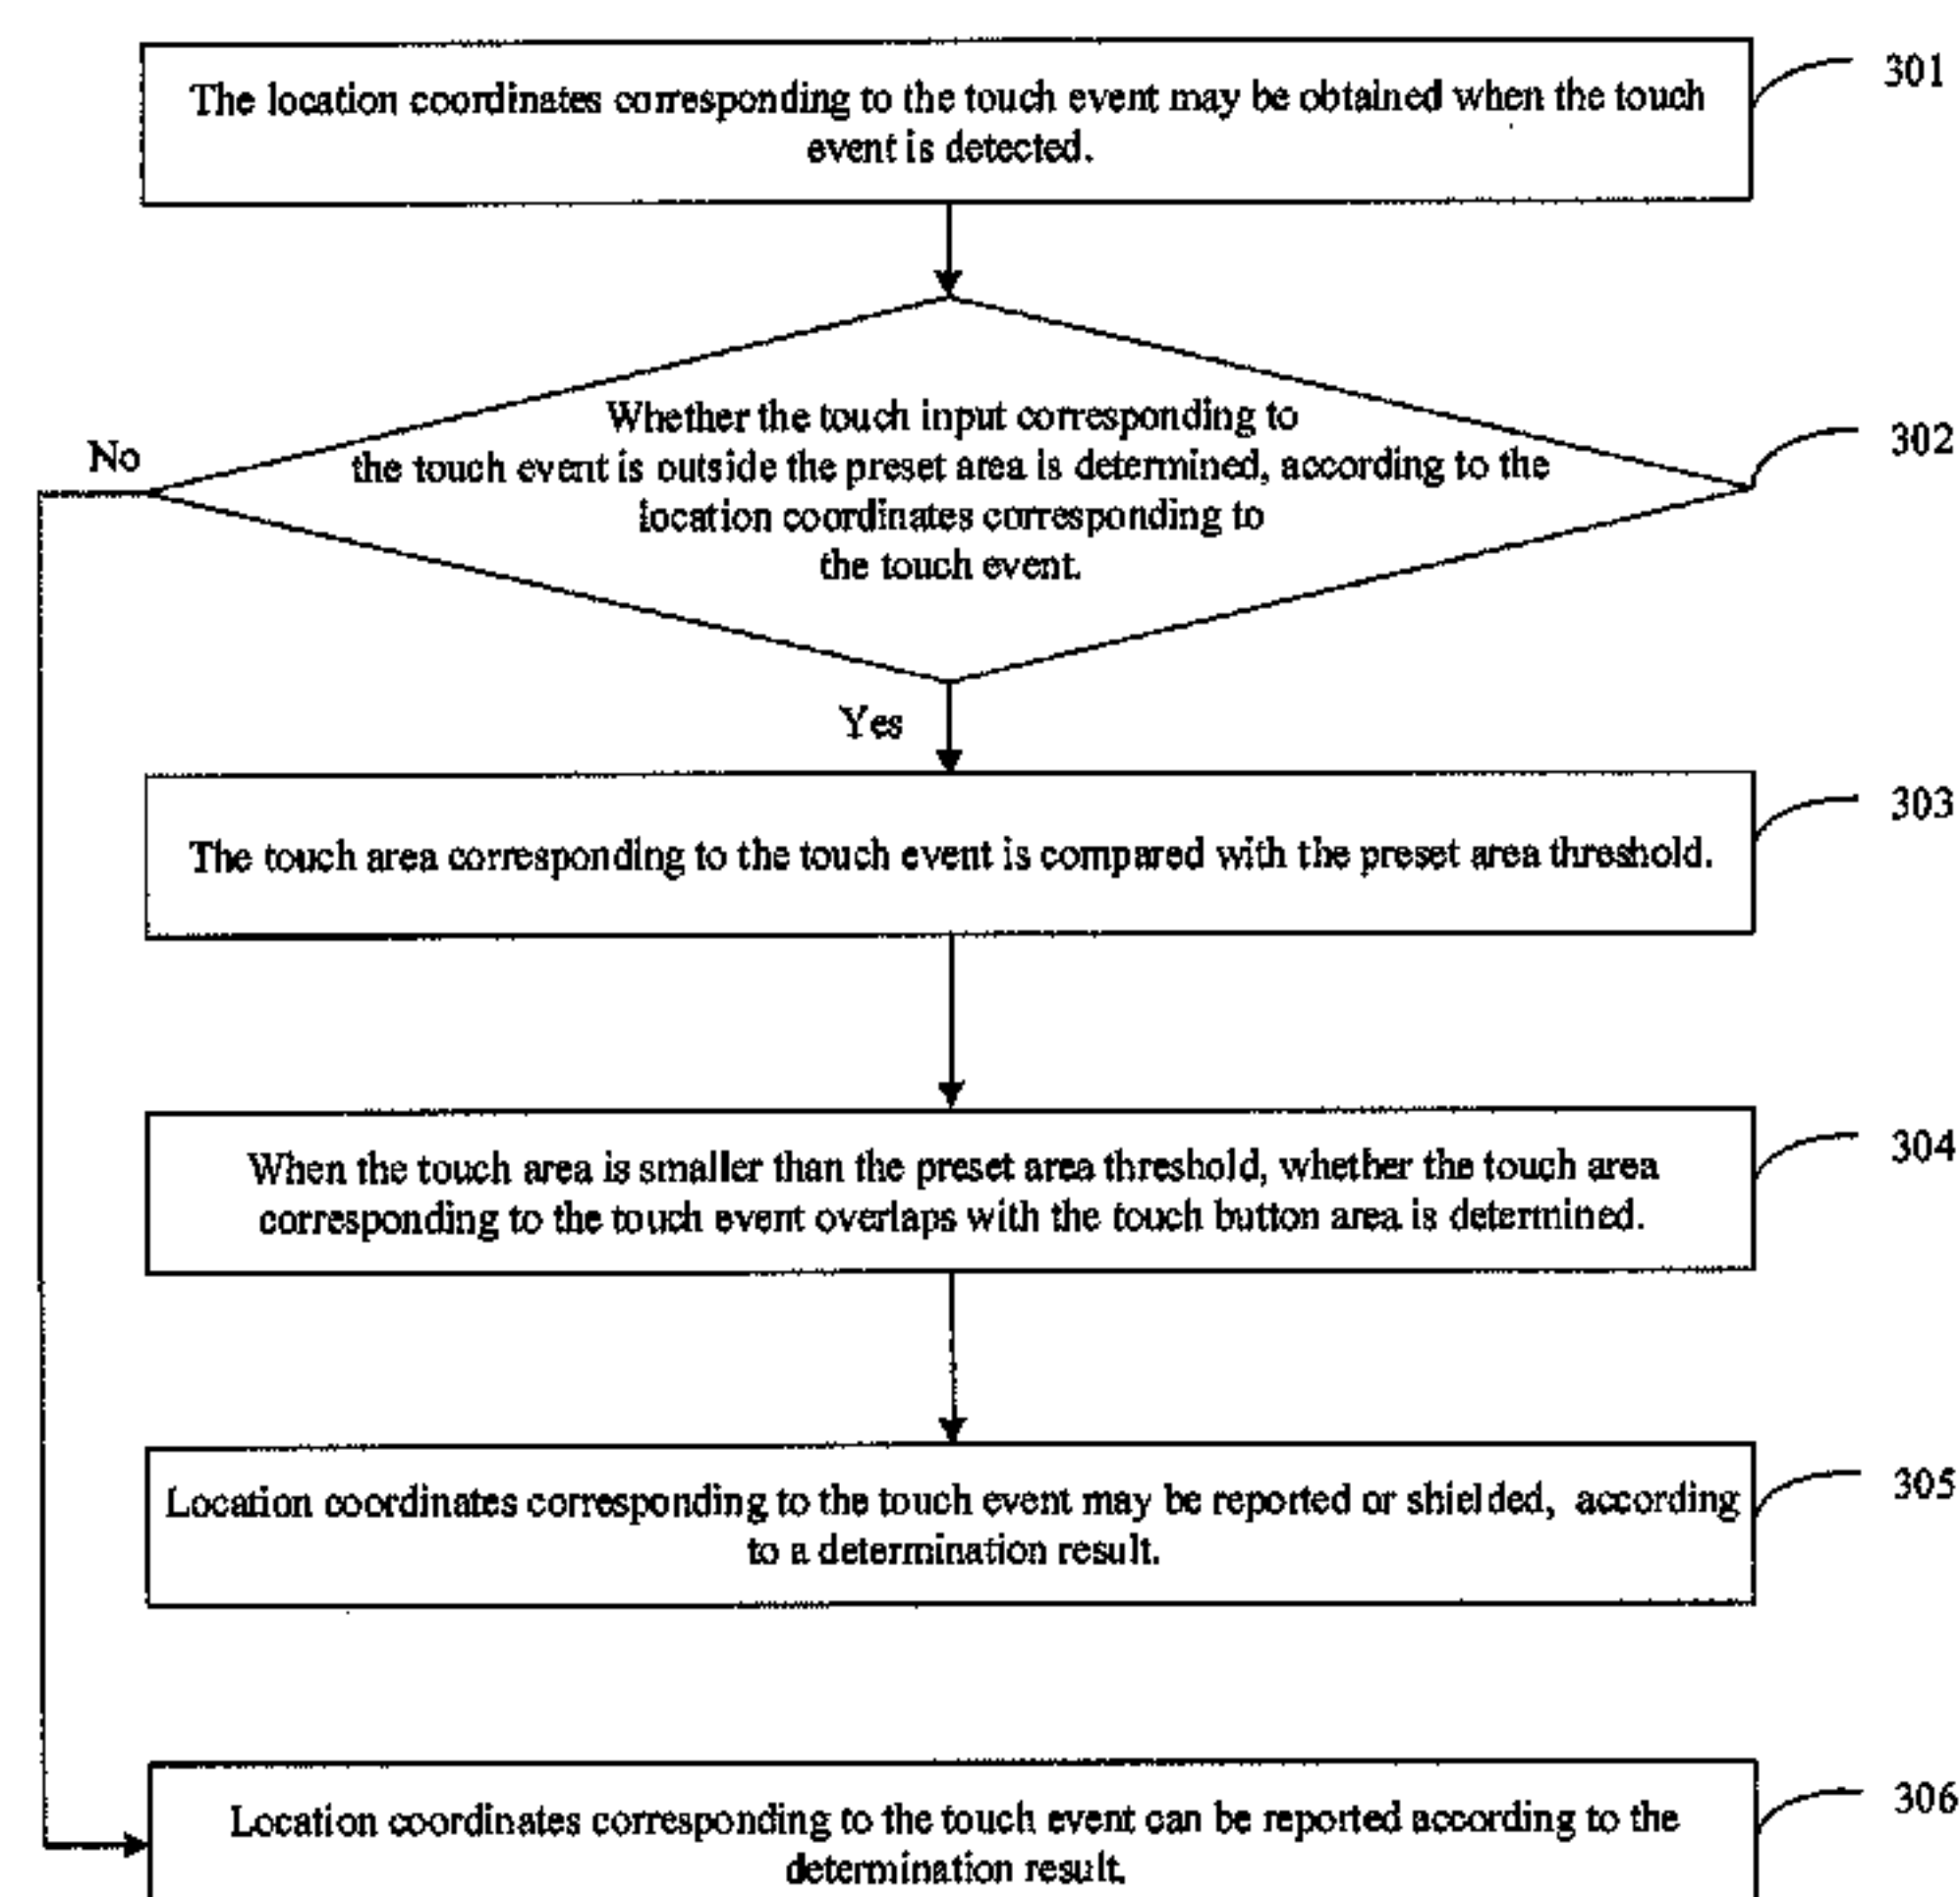 The location coordinates corresponding to the touch event may be obtained when the touch
event is detected.
301
Whether the touch input corresponding to
the touch event is outside the preset area is determined, according to the
location coordinates corresponding to
the touch event.
302
No
Yes
The touch area corresponding to the touch event is compared with the preset area threshold.
303
When the touch area is smaller than the preset area threshold, whether the touch area
corresponding to the touch event overlaps with the touch button area is determined.
304
Location coordinates corresponding to the touch event may be reported or shielded, according
to a determination result.
305
Location coordinates corresponding to the touch event can be reported according to the
determination result.
306